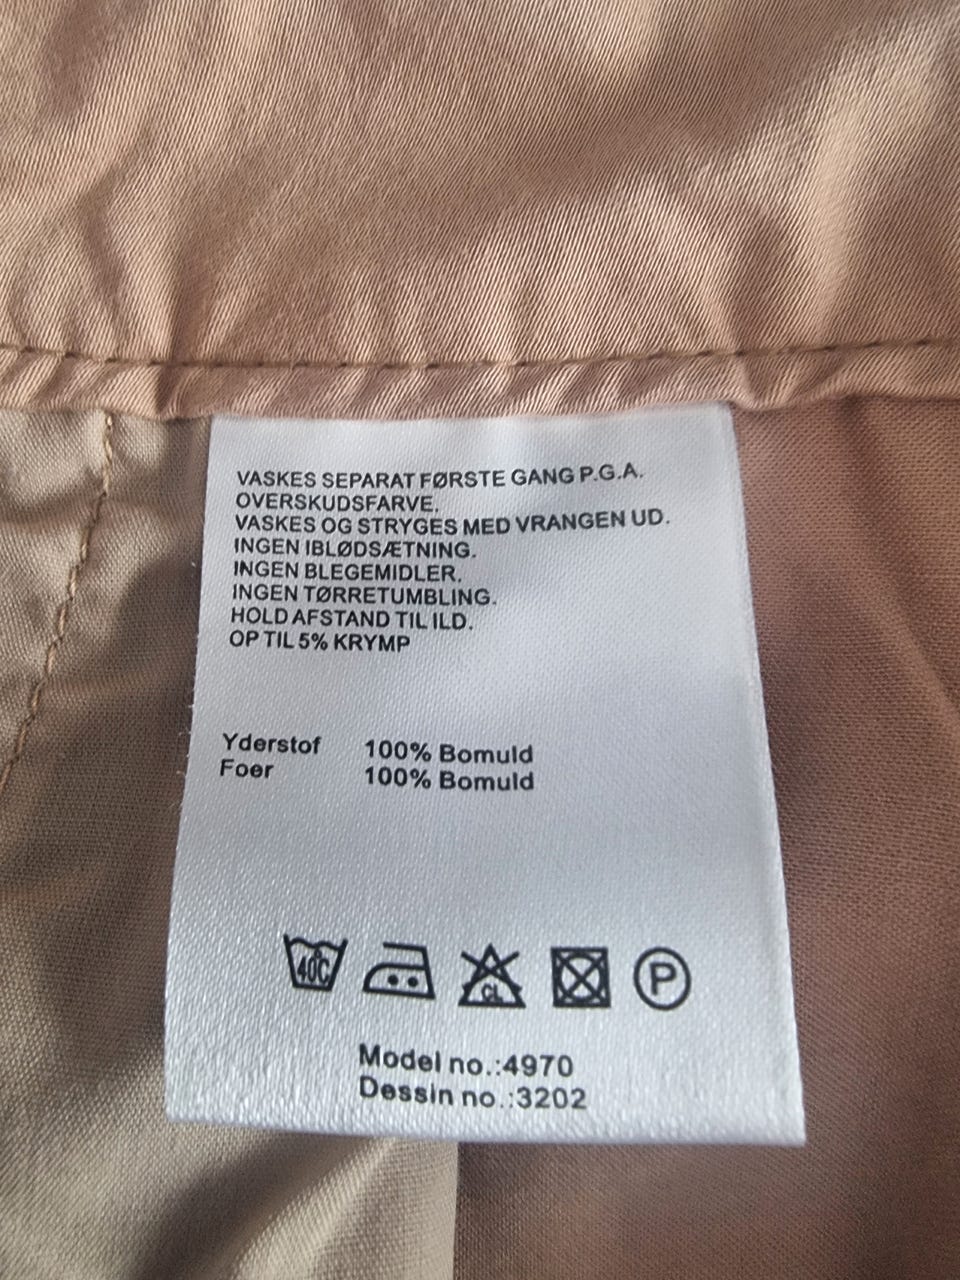 VASKES SEPARAT FØRSTE GANG P.G.A.
OVERSKUDSFARVE.
VASKES OG STRYGES MED VRANGEN UD.
INGEN IBLØDSÆTNING.
INGEN BLEGEMIDLER.
INGEN TØRRETUMBLING.
HOLD AFSTAND TIL ILD.
OP TIL 5% KRYMP
Yderstof 100% Bomuld
Foer 100% Bomuld
40°C CL P
Model no.:4970
Dessin no.:3202